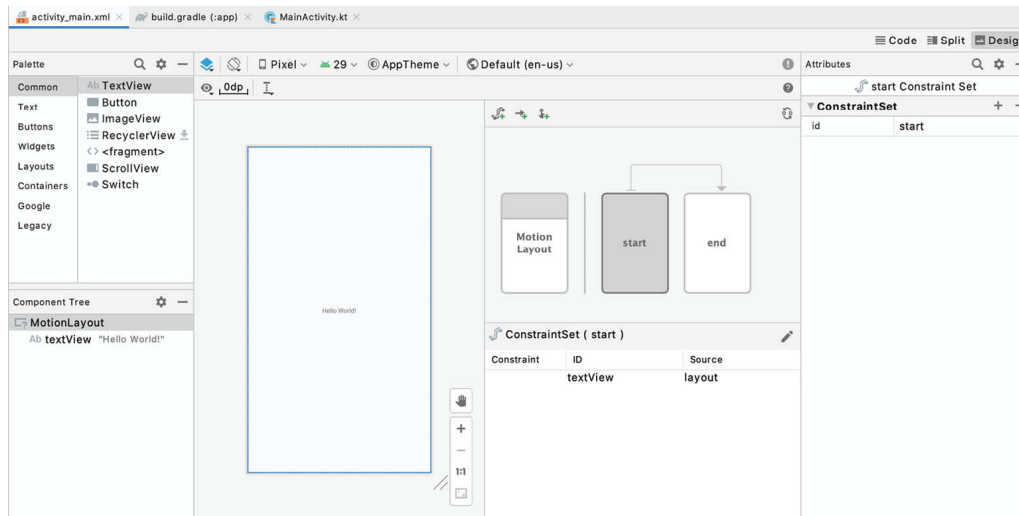 activity_main.xml
build.gradle (:app)
MainActivity.kt
Code
Split
Desig
Palette
Pixel
29
AppTheme
Default (en-us)
Attributes
Common
Text
Buttons
Widgets
Layouts
Containers
Google
Legacy
Ab TextView
Button
ImageView
RecyclerView
<fragment>
ScrollView
Switch
0dp
start Constraint Set
ConstraintSet
id start
Motion
Layout
start
end
Hello World!
Component Tree
MotionLayout
Ab textView "Hello World!"
ConstraintSet ( start )
Constraint ID Source
textView layout
1:1